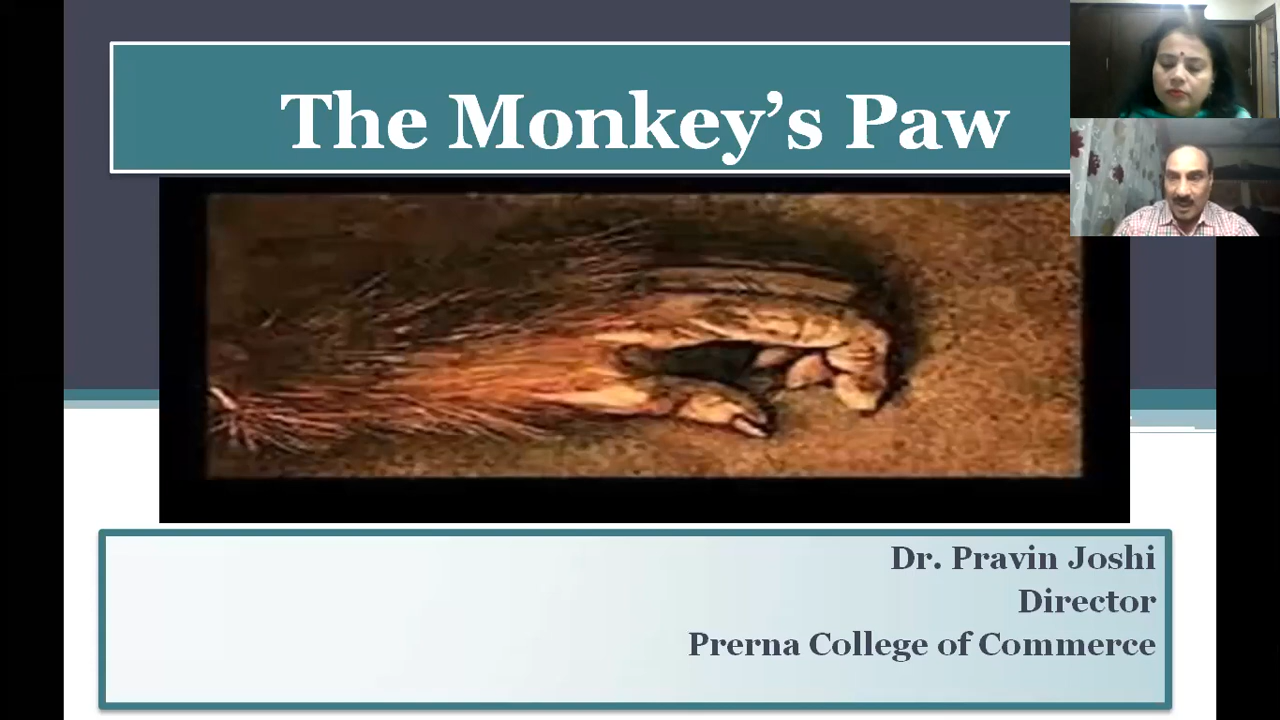 The Monkey’s Paw
Dr. Pravin Joshi
Director
Prerna College of Commerce